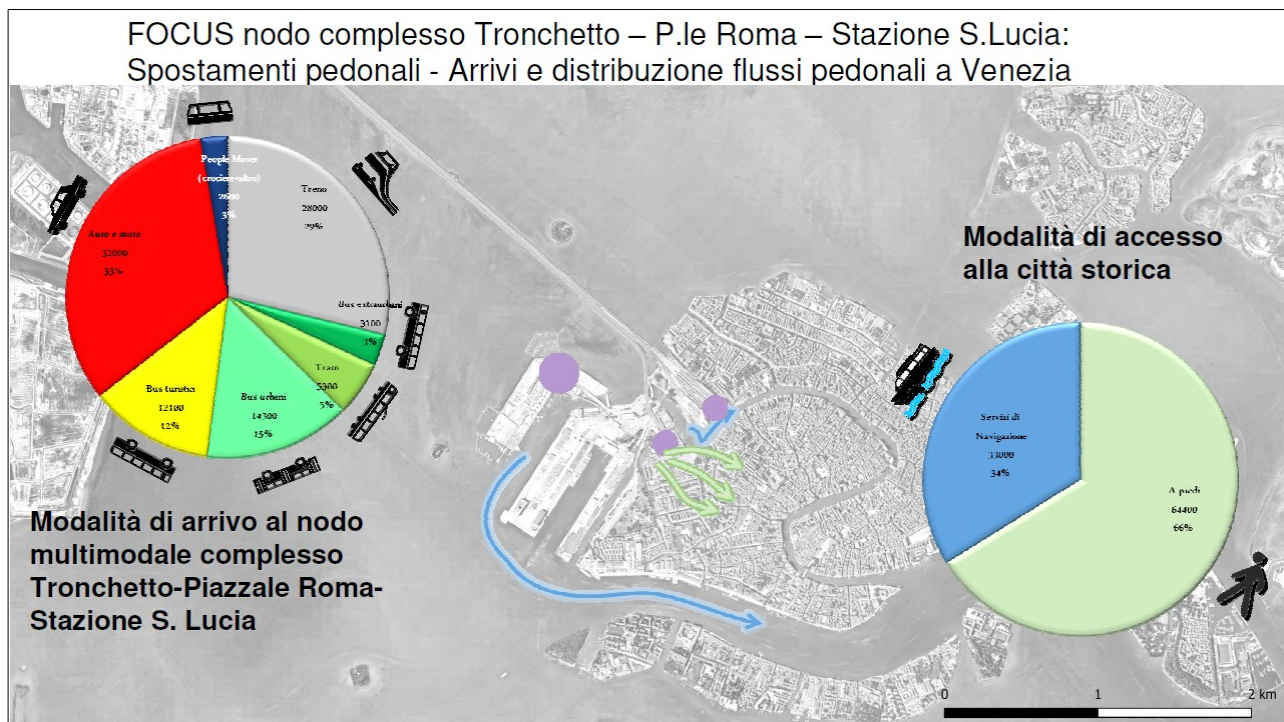 FOCUS nodo complesso Tronchetto – P.le Roma – Stazione S.Lucia:
Spostamenti pedonali - Arrivi e distribuzione flussi pedonali a Venezia
People Mover
(crociere+altro)
2600
3%
Treno
28000
29%
Auto e moto
32000
33%
Bus extraurbani
3100
3%
Tram
5300
5%
Bus turistici
12100
12%
Bus urbani
14300
15%
Modalità di arrivo al nodo
multimodale complesso
Tronchetto-Piazzale Roma-
Stazione S. Lucia
Modalità di accesso
alla città storica
Servizi di
Navigazione
33000
34%
A piedi
64400
66%
0 1 2 km